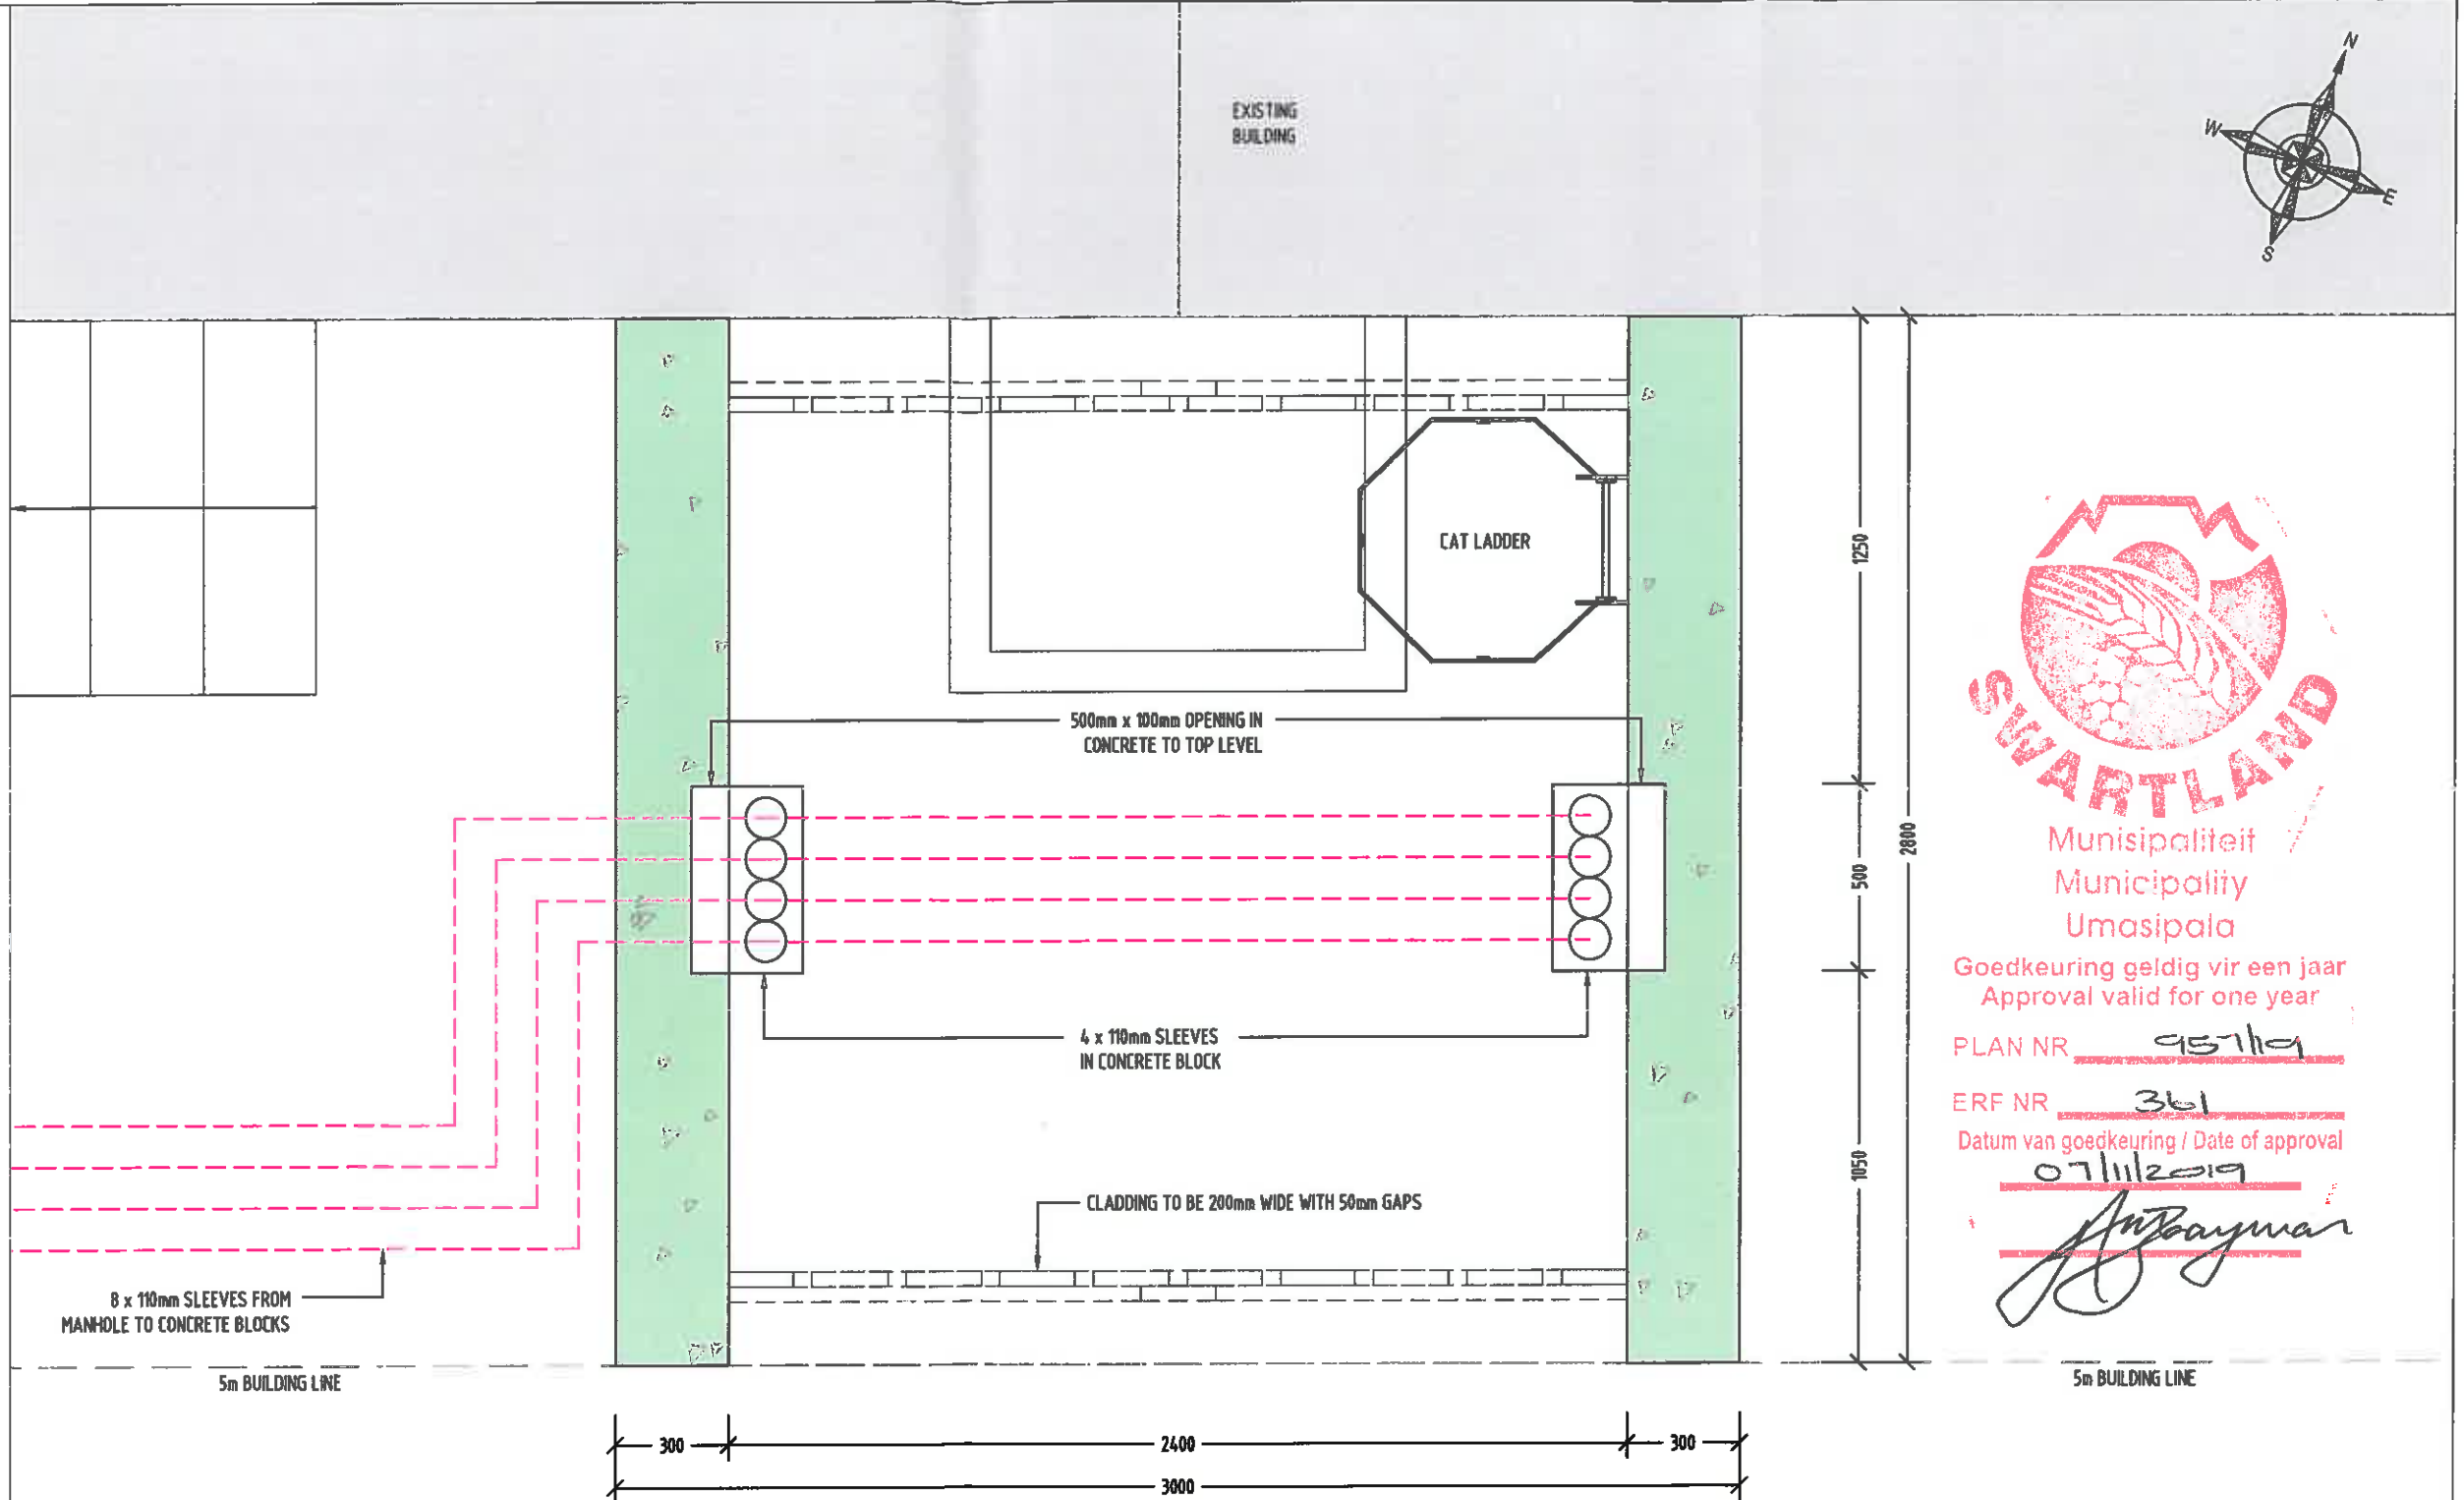 EXISTING
BUILDING
N
W
E
S
CAT LADDER
1250
500mm x 100mm OPENING IN
CONCRETE TO TOP LEVEL
500
2800
4 x 110mm SLEEVES
IN CONCRETE BLOCK
1050
CLADDING TO BE 200mm WIDE WITH 50mm GAPS
8 x 110mm SLEEVES FROM
MANHOLE TO CONCRETE BLOCKS
5m BUILDING LINE
5m BUILDING LINE
300
2400
300
3000
SWARTLAND
Munisipaliteit
Municipality
Umasipala
Goedkeuring geldig vir een jaar
Approval valid for one year
PLAN NR 957/19
ERF NR 361
Datum van goedkeuring / Date of approval
07/11/2019